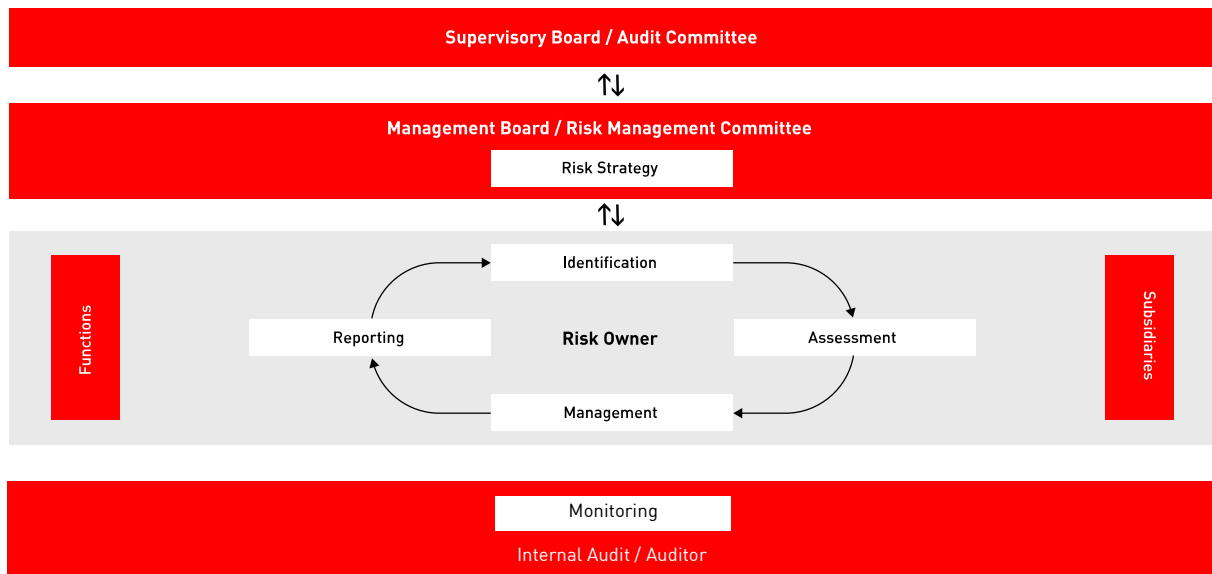 Supervisory Board / Audit Committee
Management Board / Risk Management Committee
Risk Strategy
Identification
Functions
Reporting
Risk Owner
Assessment
Subsidiaries
Management
Monitoring
Internal Audit / Auditor